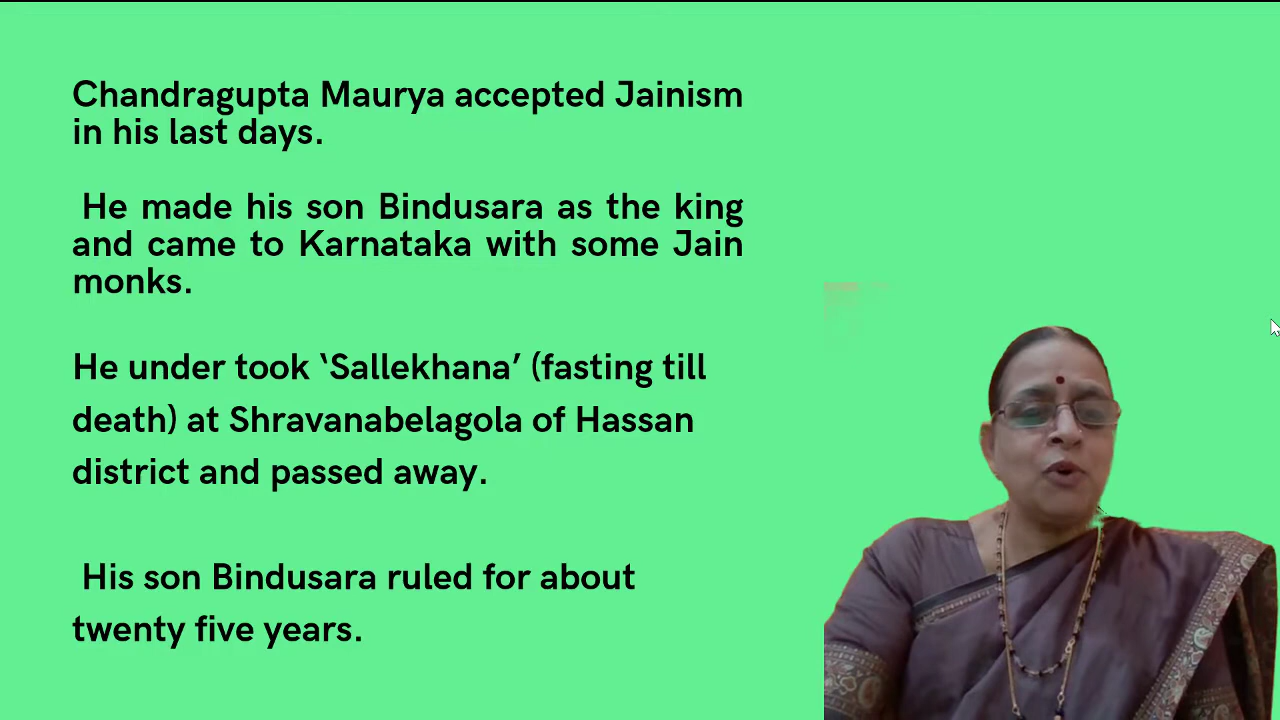 Chandragupta Maurya accepted Jainism
in his last days.
He made his son Bindusara as the king
and came to Karnataka with some Jain
monks.
He under took ‘Sallekhana’ (fasting till
death) at Shravanabelagola of Hassan
district and passed away.
His son Bindusara ruled for about
twenty five years.